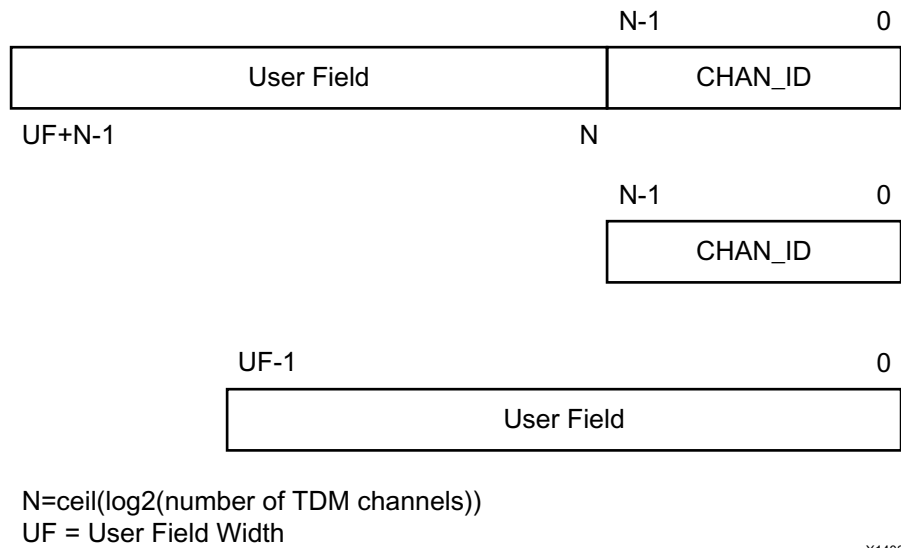 N-1 0
User Field CHAN_ID
UF+N-1 N
N-1 0
CHAN_ID
UF-1 0
User Field
N=ceil(log2(number of TDM channels))
UF = User Field Width